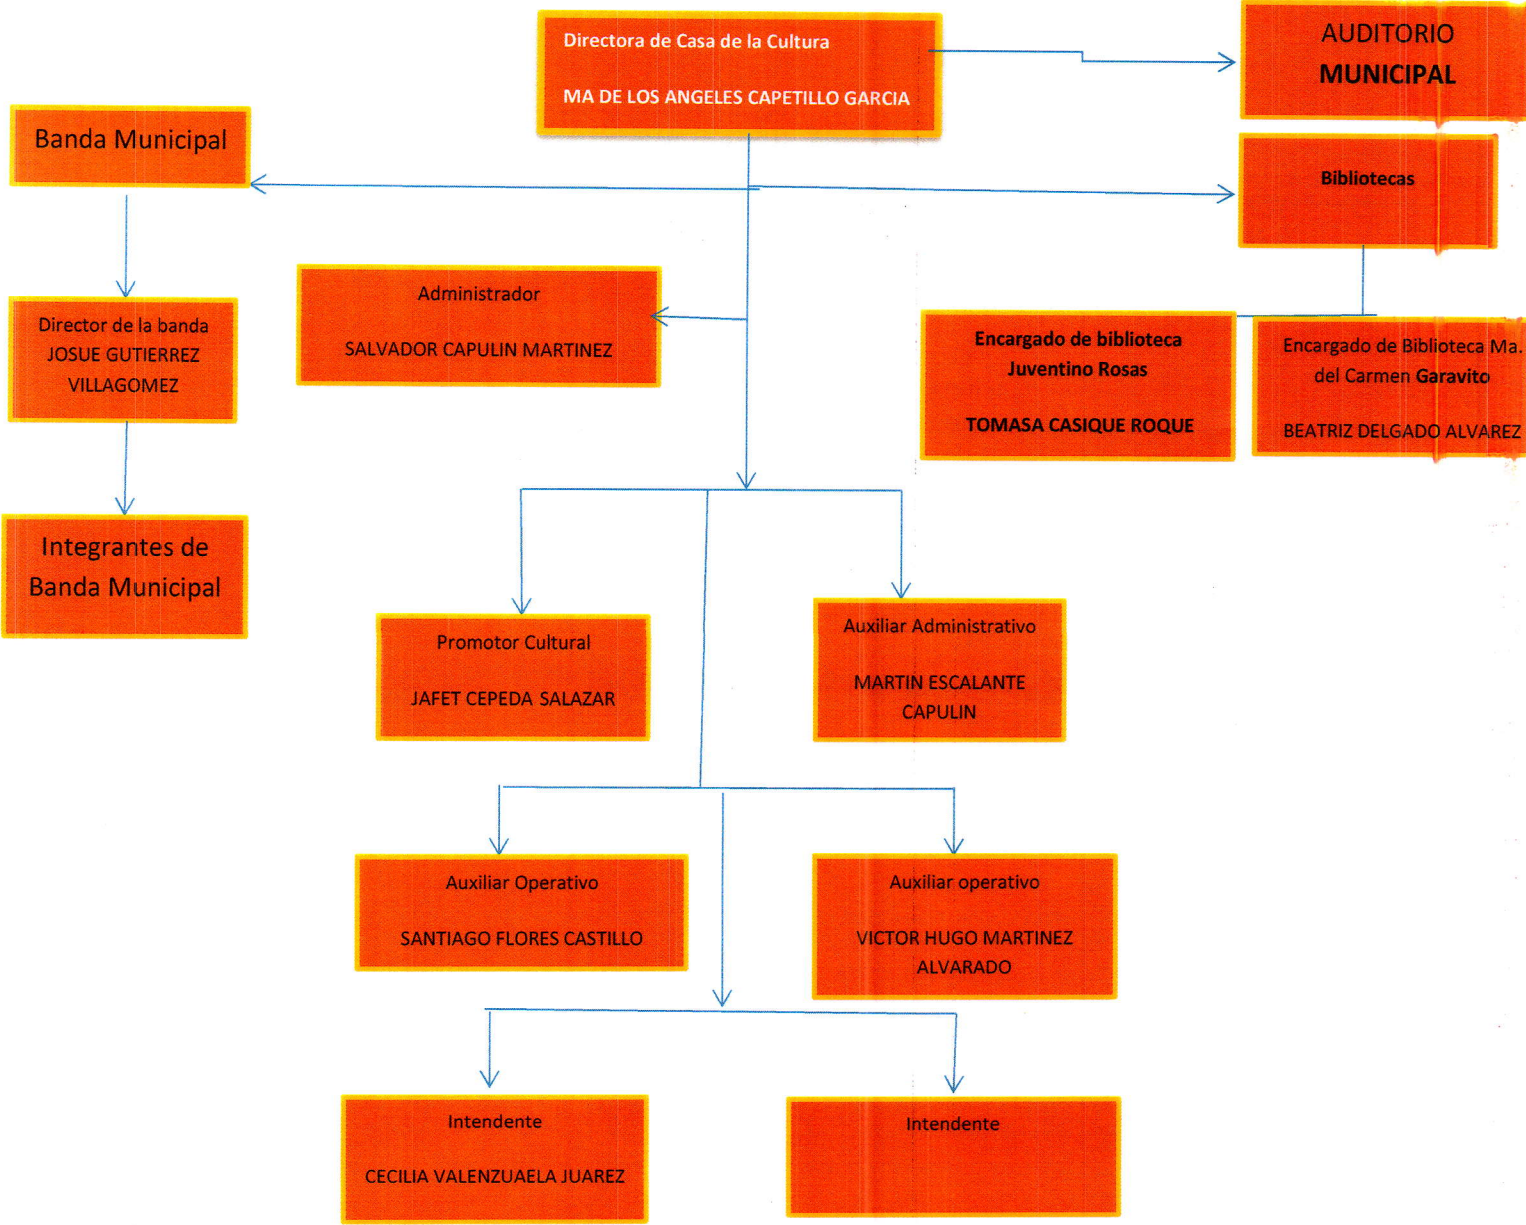 Directora de Casa de la Cultura
MA DE LOS ANGELES CAPETILLO GARCIA
AUDITORIO
MUNICIPAL
Banda Municipal
Bibliotecas
Administrador
SALVADOR CAPULIN MARTINEZ
Director de la banda
JOSUE GUTIERREZ
VILLAGOMEZ
Encargado de biblioteca
Juventino Rosas
TOMASA CASIQUE ROQUE
Encargado de Biblioteca Ma.
del Carmen Garavito
BEATRIZ DELGADO ALVAREZ
Integrantes de
Banda Municipal
Promotor Cultural
JAFET CEPEDA SALAZAR
Auxiliar Administrativo
MARTIN ESCALANTE
CAPULIN
Auxiliar Operativo
SANTIAGO FLORES CASTILLO
Auxiliar operativo
VICTOR HUGO MARTINEZ
ALVARADO
Intendente
CECILIA VALENZUAELA JUAREZ
Intendente